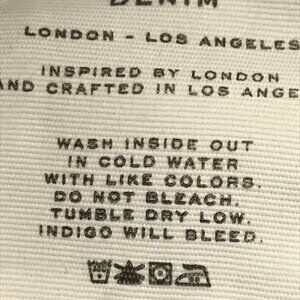 DENIM
LONDON - LOS ANGELES
INSPIRED BY LONDON
AND CRAFTED IN LOS ANGE
WASH INSIDE OUT
IN COLD WATER
WITH LIKE COLORS.
DO NOT BLEACH.
TUMBLE DRY LOW.
INDIGO WILL BLEED.